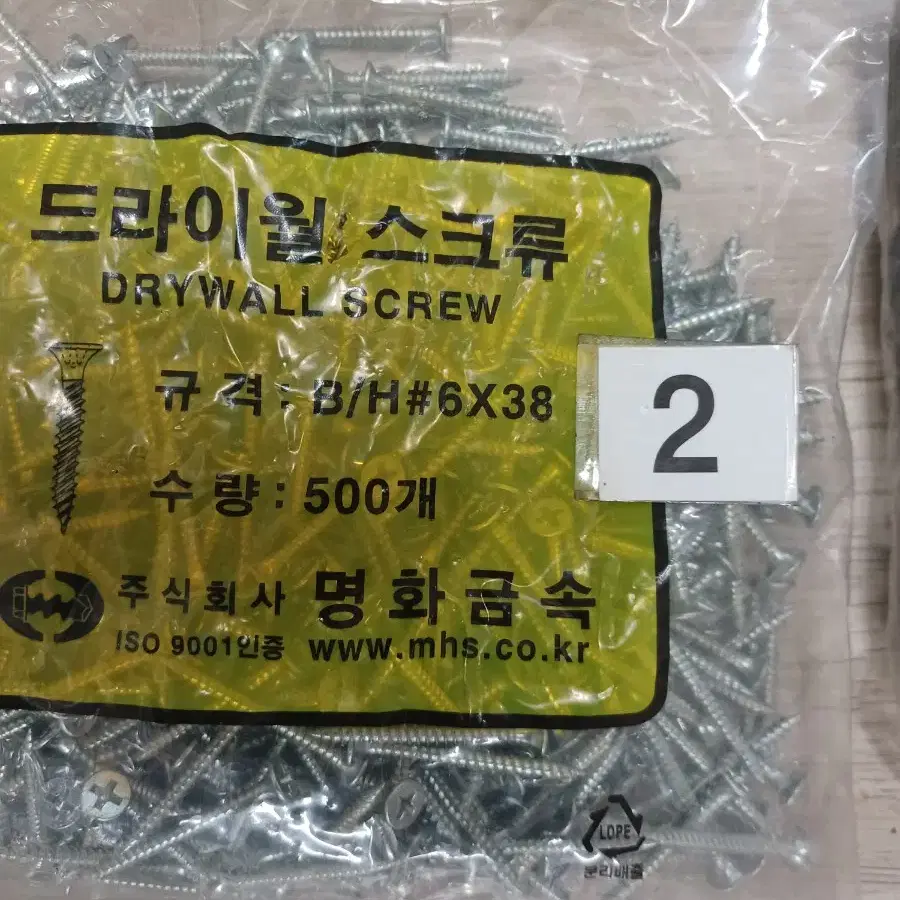 드라이월 스크류
DRYWALL SCREW
규 격 : B/H#6X38
2
수 량 : 500개
주식회사 명화금속
ISO 9001인증 www.mhs.co.kr
LDPE
분리배출